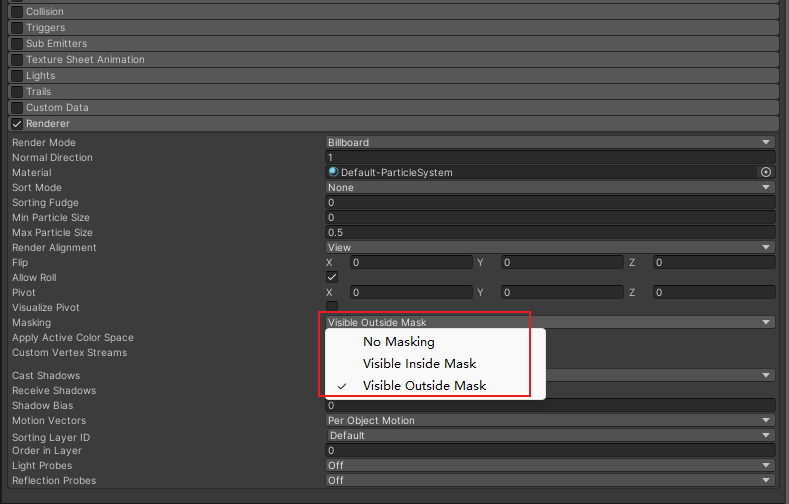 Collision
Triggers
Sub Emitters
Texture Sheet Animation
Lights
Trails
Custom Data
Renderer
Render Mode Billboard
Normal Direction 1
Material Default-ParticleSystem
Sort Mode None
Sorting Fudge 0
Min Particle Size 0
Max Particle Size 0.5
Render Alignment View
Flip X 0 Y 0 Z 0
Allow Roll
Pivot X 0 Y 0 Z 0
Visualize Pivot
Masking Visible Outside Mask
Apply Active Color Space No Masking
Custom Vertex Streams Visible Inside Mask
Cast Shadows Visible Outside Mask
Receive Shadows
Shadow Bias 0
Motion Vectors Per Object Motion
Sorting Layer ID Default
Order in Layer 0
Light Probes Off
Reflection Probes Off